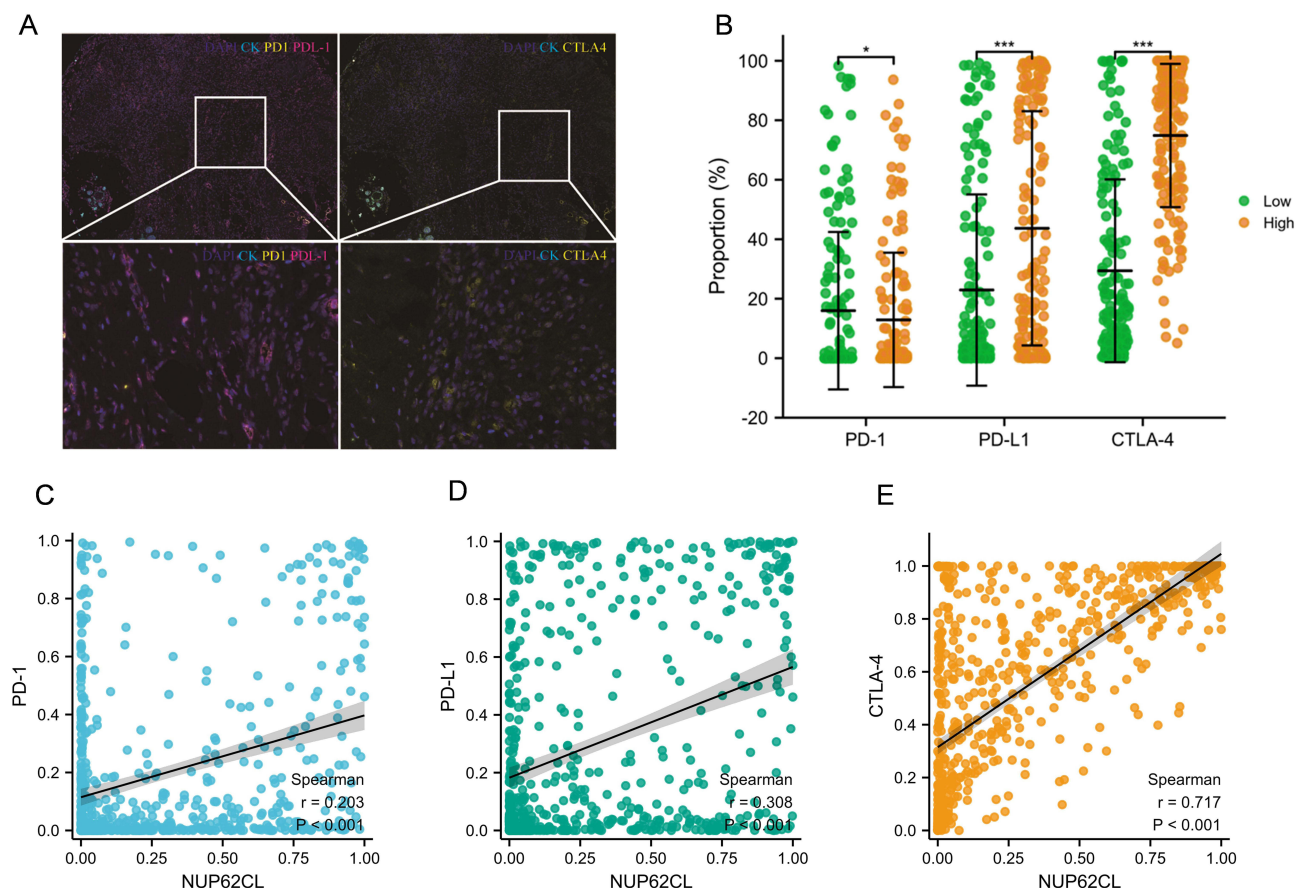 A
DAPI CK PD1 PDL-1
DAPI CK CTLA4
DAPI CK PD1 PDL-1
DAPI CK CTLA4
B
Proportion (%)
100
80
60
40
20
0
-20
*
***
***
PD-1
PD-L1
CTLA-4
Low
High
C
PD-1
1.0
0.8
0.6
0.4
0.2
0.0
Spearman
r = 0.203
P < 0.001
0.00 0.25 0.50 0.75 1.00
NUP62CL
D
PD-L1
1.0
0.8
0.6
0.4
0.2
0.0
Spearman
r = 0.308
P < 0.001
0.00 0.25 0.50 0.75 1.00
NUP62CL
E
CTLA-4
1.0
0.8
0.6
0.4
0.2
0.0
Spearman
r = 0.717
P < 0.001
0.00 0.25 0.50 0.75 1.00
NUP62CL